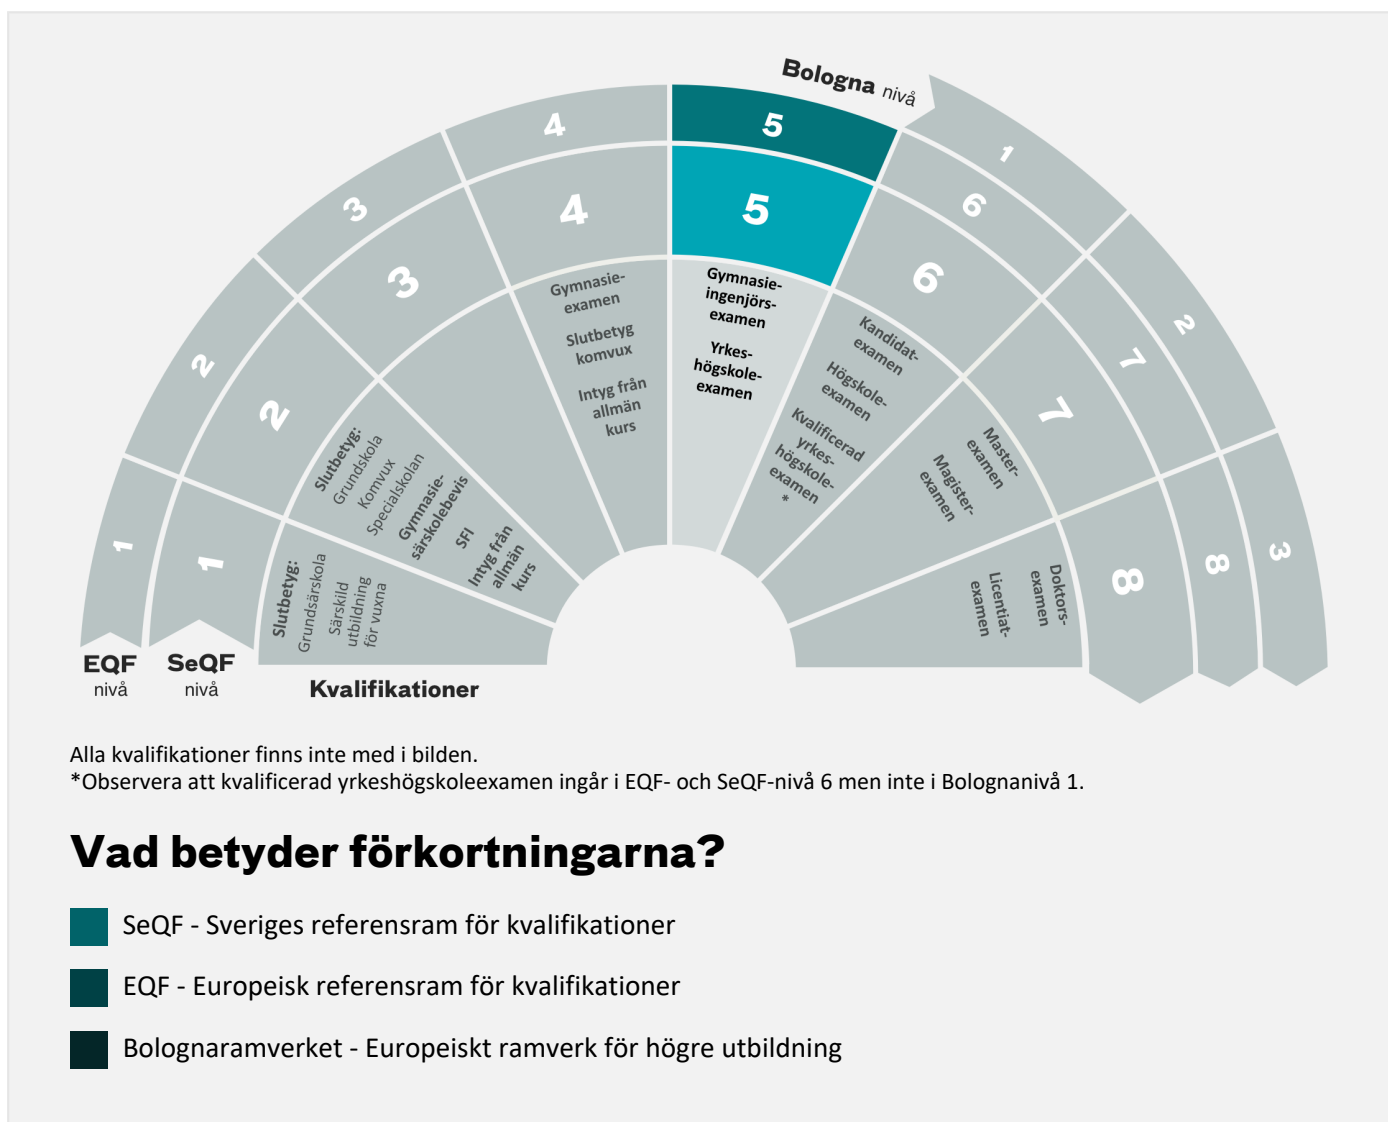 Bologna nivå
1
2
3
1
2
3
4
5
6
7
8
1
2
3
4
5
6
7
8
Slutbetyg:
Grundsärskola
Särskild
utbildning
för vuxna
Slutbetyg:
Grundskola
Komvux
Specialskolan
Gymnasie-
särskolebevis
SFI
Intyg från
allmän
kurs
Gymnasie-
examen
Slutbetyg
komvux
Intyg från
allmän
kurs
Gymnasie-
ingenjörs-
examen
Yrkes-
högskole-
examen
Kandidat-
examen
Högskole-
examen
Kvalificerad
yrkes-
högskole-
examen
*
Master-
examen
Magister-
examen
Doktors-
examen
Licentiat-
examen
EQF
nivå
SeQF
nivå
Kvalifikationer
Alla kvalifikationer finns inte med i bilden.
*Observera att kvalificerad yrkeshögskoleexamen ingår i EQF- och SeQF-nivå 6 men inte i Bolognanivå 1.
Vad betyder förkortningarna?
SeQF - Sveriges referensram för kvalifikationer
EQF - Europeisk referensram för kvalifikationer
Bolognaramverket - Europeiskt ramverk för högre utbildning